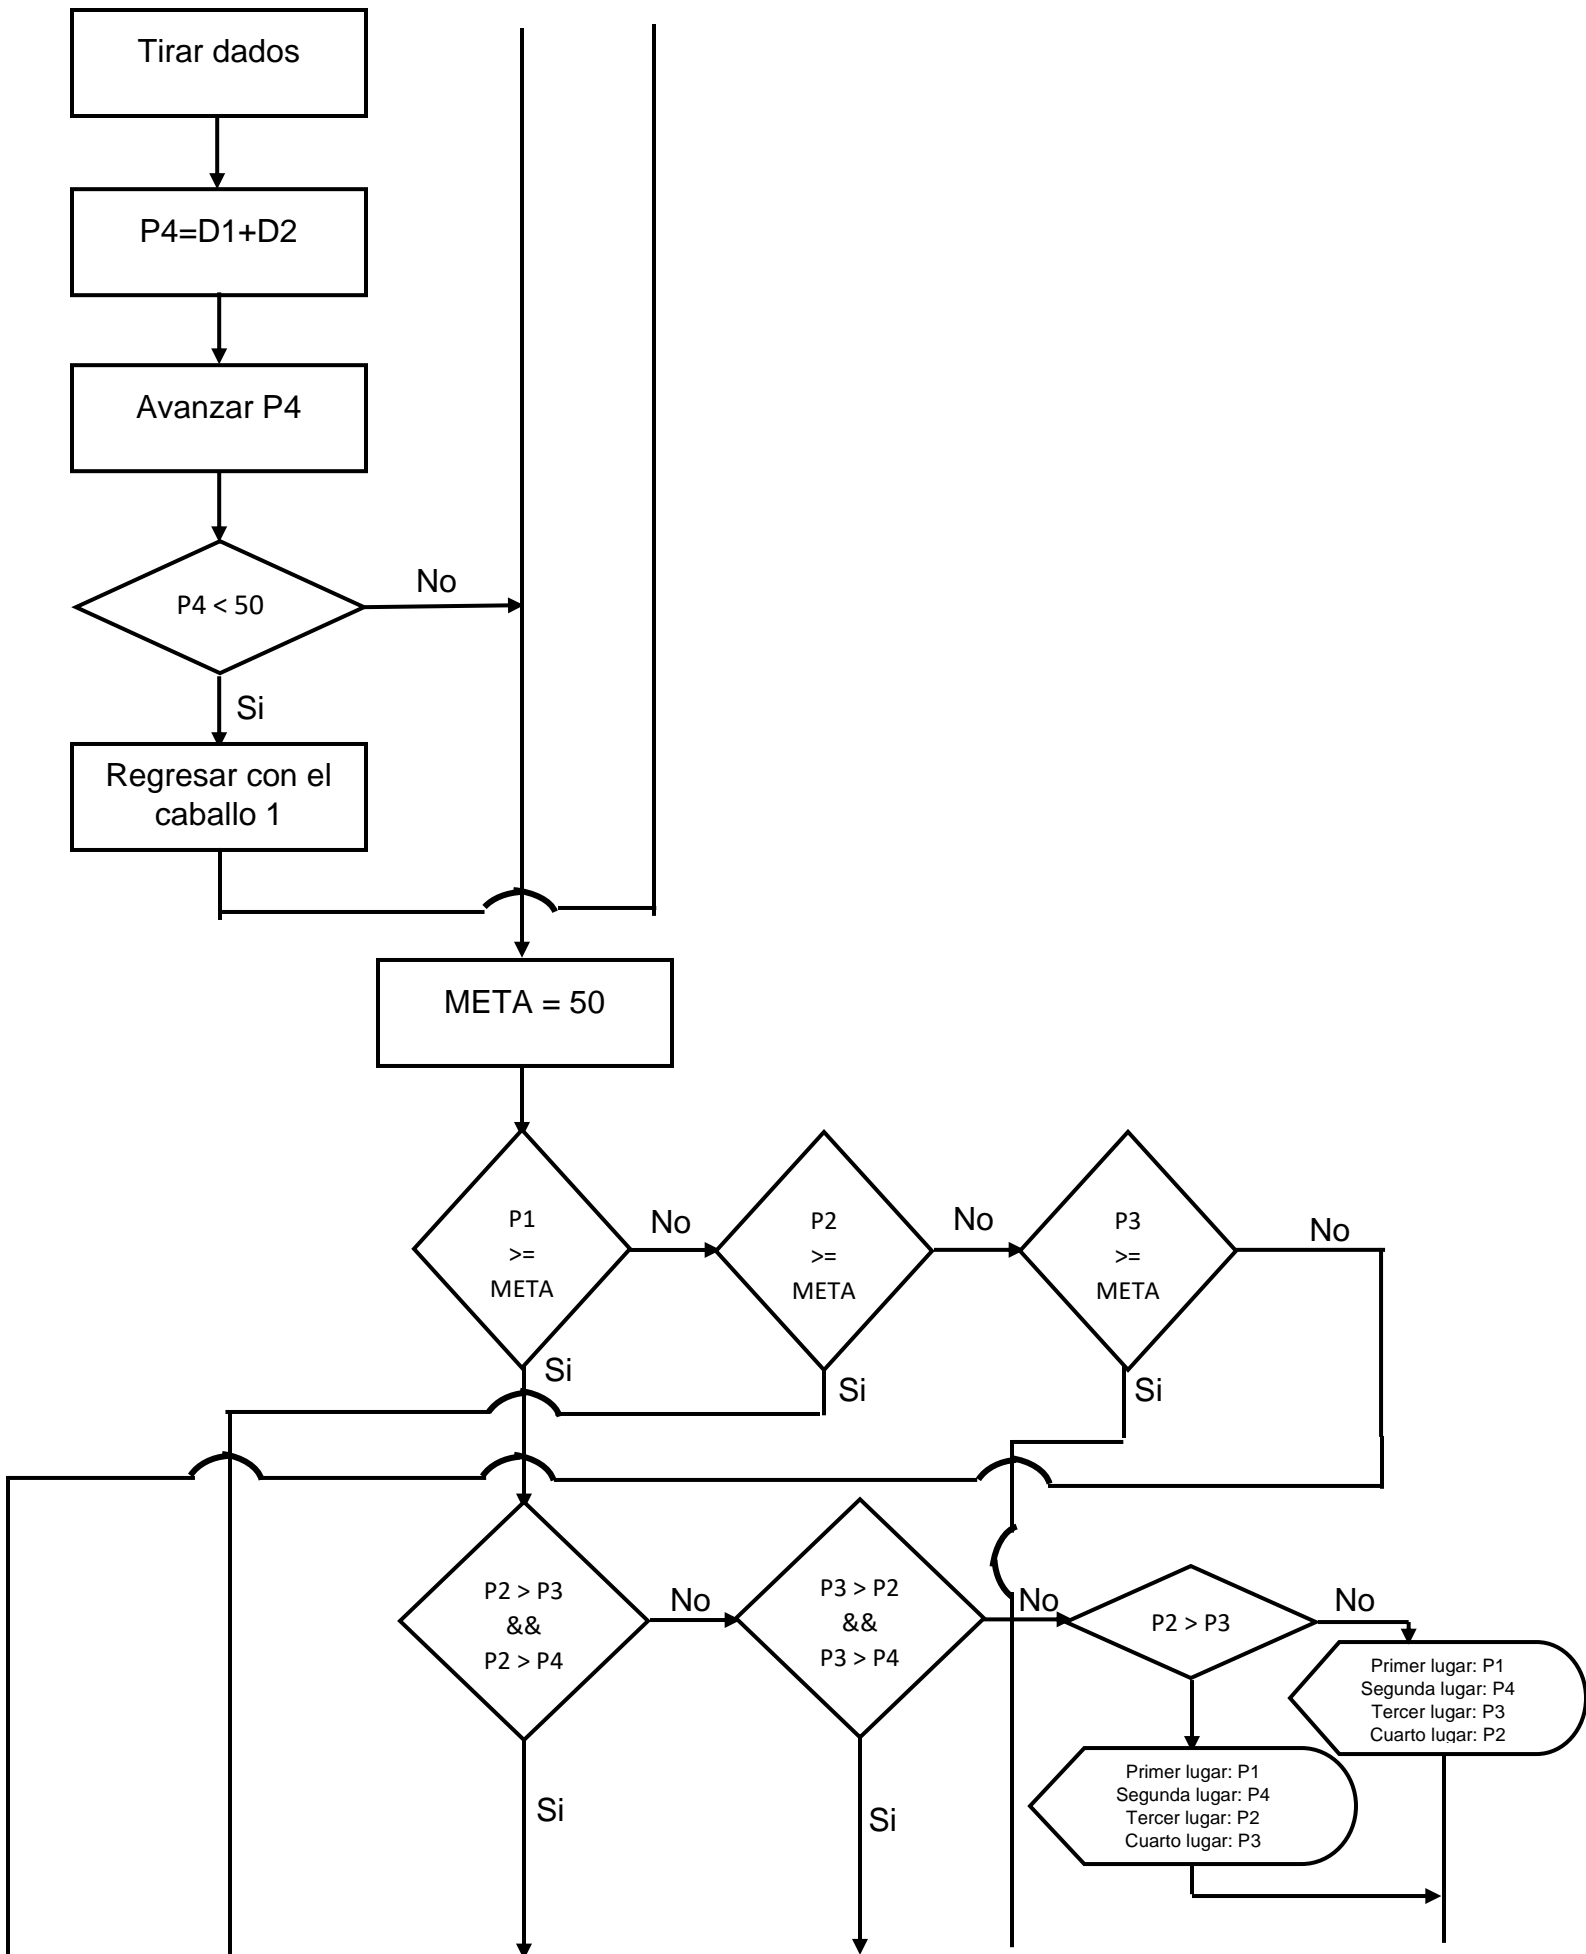 Tirar dados
P4=D1+D2
Avanzar P4
P4 < 50
No
Si
Regresar con el
caballo 1
META = 50
P1
>=
META
No
P2
>=
META
No
P3
>=
META
No
Si
Si
Si
P2 > P3
&&
P2 > P4
No
P3 > P2
&&
P3 > P4
No
P2 > P3
No
Primer lugar: P1
Segunda lugar: P4
Tercer lugar: P3
Cuarto lugar: P2
Primer lugar: P1
Segunda lugar: P4
Tercer lugar: P2
Cuarto lugar: P3
Si
Si